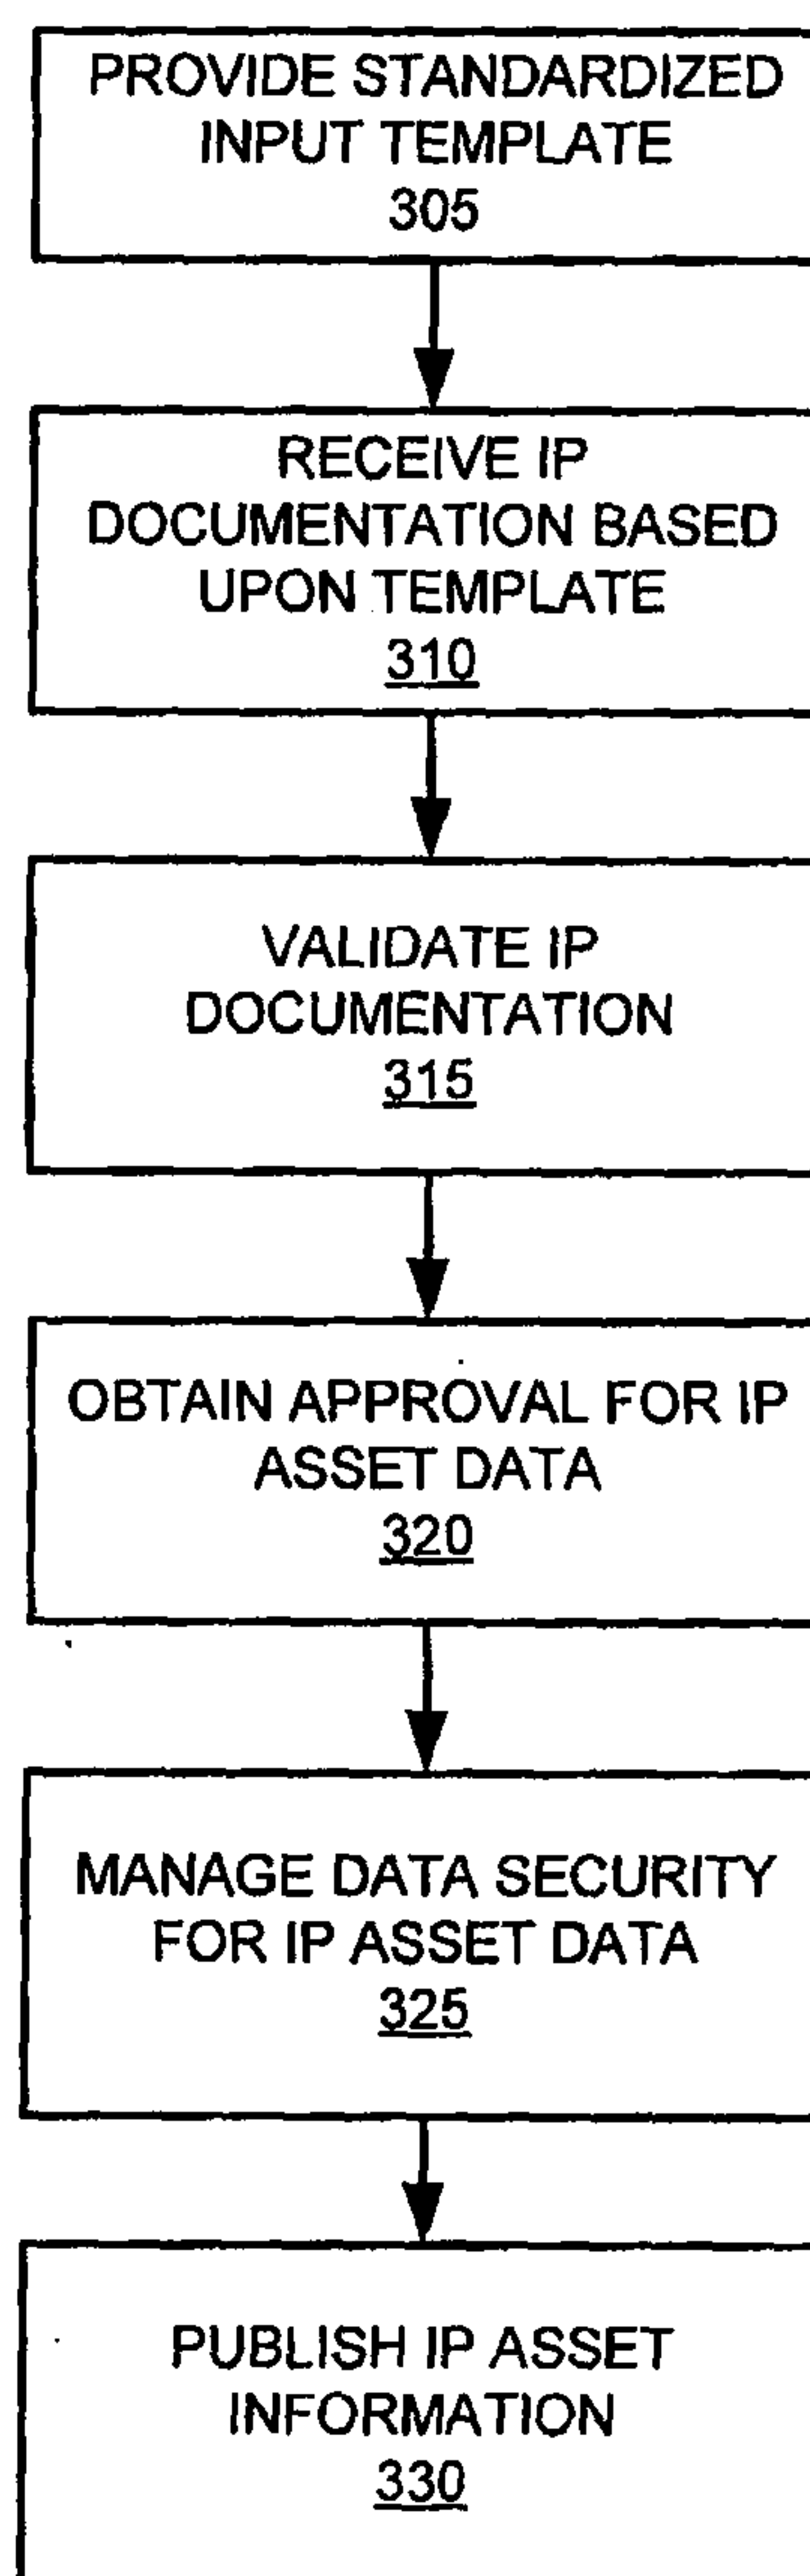 PROVIDE STANDARDIZED
INPUT TEMPLATE
305
RECEIVE IP
DOCUMENTATION BASED
UPON TEMPLATE
310
VALIDATE IP
DOCUMENTATION
315
OBTAIN APPROVAL FOR IP
ASSET DATA
320
MANAGE DATA SECURITY
FOR IP ASSET DATA
325
PUBLISH IP ASSET
INFORMATION
330